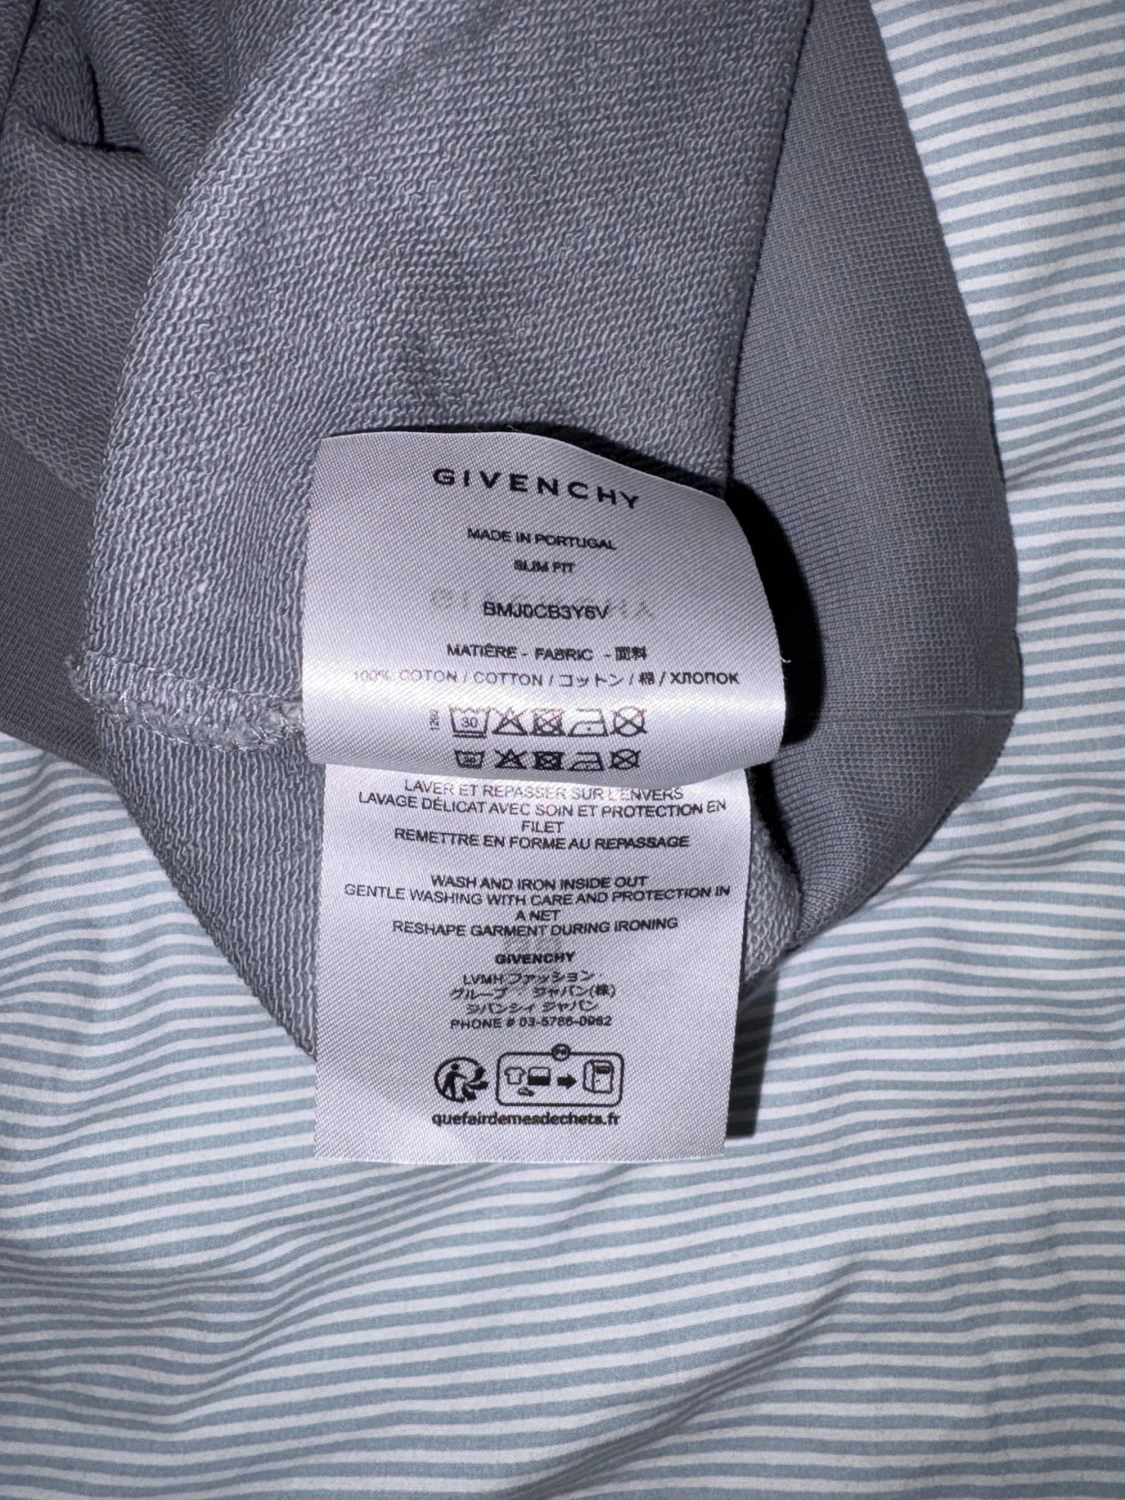 GIVENCHY
MADE IN PORTUGAL
SLIM FIT
BMJ0CB3Y6V
MATIÈRE - FABRIC - 面料
100% COTON / COTTON / コットン / 棉 / ХЛОПОК
1292
30
30
LAVER ET REPASSER SUR L'ENVERS
LAVAGE DÉLICAT AVEC SOIN ET PROTECTION EN
FILET
REMETTRE EN FORME AU REPASSAGE
WASH AND IRON INSIDE OUT
GENTLE WASHING WITH CARE AND PROTECTION IN
A NET
RESHAPE GARMENT DURING IRONING
GIVENCHY
LVMH ファッション・
グループ ジャパン(株)
ジバンシィ ジャパン
PHONE # 03-5786-0962
FR
quefairedemesdechets.fr